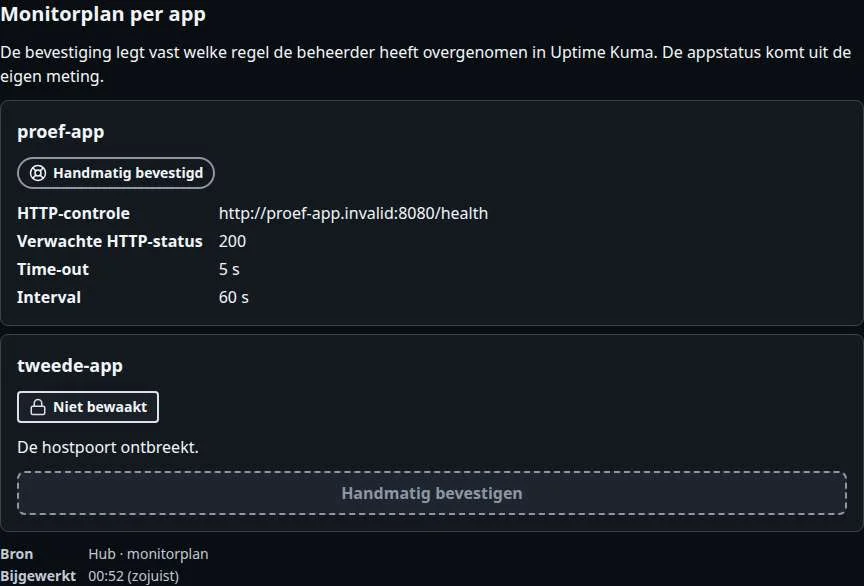 Monitorplan per app
De bevestiging legt vast welke regel de beheerder heeft overgenomen in Uptime Kuma. De appstatus komt uit de
eigen meting.
proef-app
Handmatig bevestigd
HTTP-controle http://proef-app.invalid:8080/health
Verwachte HTTP-status 200
Time-out 5 s
Interval 60 s
tweede-app
Niet bewaakt
De hostpoort ontbreekt.
Handmatig bevestigen
Bron Hub · monitorplan
Bijgewerkt 00:52 (zojuist)